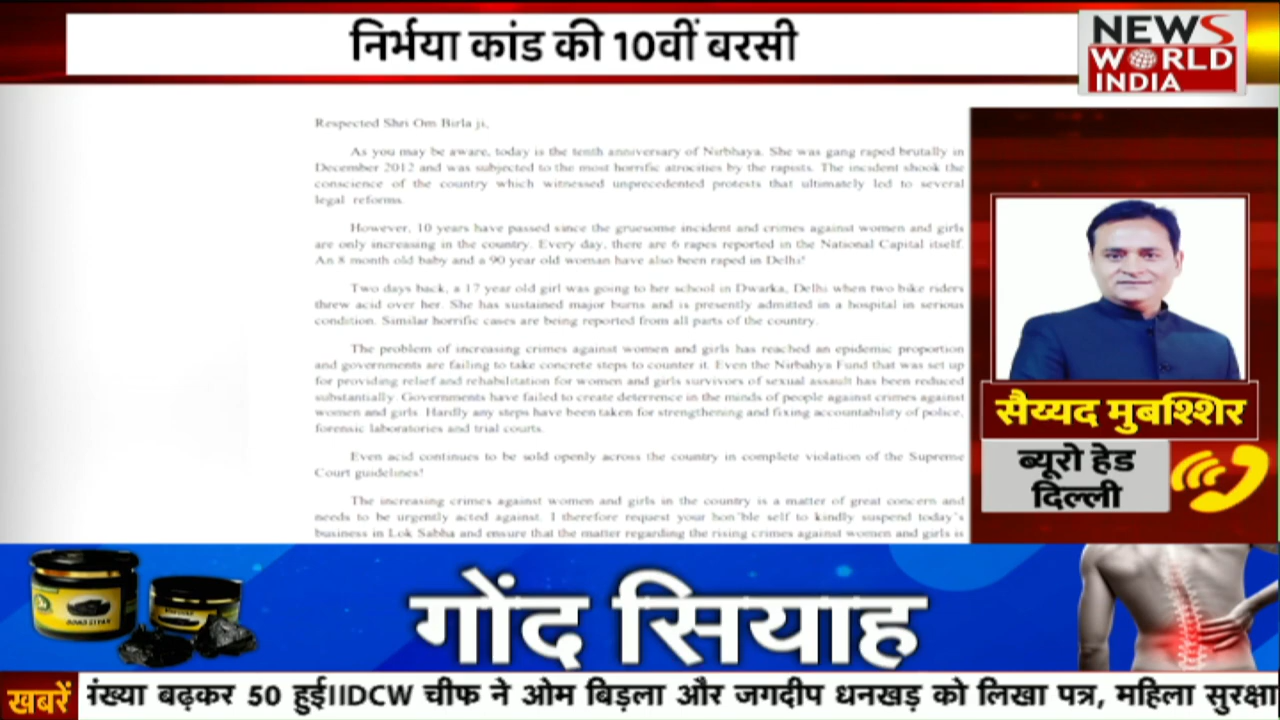 निर्भया कांड की 10वीं बरसी
NEWS
WORLD
INDIA
Respected Shri Om Birla ji,
As you may be aware, today is the tenth anniversary of Nirbhaya. She was gang raped brutally in
December 2012 and was subjected to the most horrific atrocities by the rapists. The incident shook the
conscience of the country which witnessed unprecedented protests that ultimately led to several
legal reforms.
However, 10 years have passed since the gruesome incident and crimes against women and girls
are only increasing in the country. Every day, there are 6 rapes reported in the National Capital itself.
An 8 month old baby and a 90 year old woman have also been raped in Delhi!
Two days back, a 17 year old girl was going to her school in Dwarka, Delhi when two bike riders
threw acid over her. She has sustained major burns and is presently admitted in a hospital in serious
condition. Similar horrific cases are being reported from all parts of the country.
The problem of increasing crimes against women and girls has reached an epidemic proportion
and governments are failing to take concrete steps to counter it. Even the Nirbahya Fund that was set up
for providing relief and rehabilitation for women and girls survivors of sexual assault has been reduced
substantially. Governments have failed to create deterrence in the minds of people against crimes against
women and girls. Hardly any steps have been taken for strengthening and fixing accountability of police,
forensic laboratories and trial courts.
Even acid continues to be sold openly across the country in complete violation of the Supreme
Court guidelines!
The increasing crimes against women and girls in the country is a matter of great concern and
needs to be urgently acted against. I therefore request your hon'ble self to kindly suspend today's
business in Lok Sabha and ensure that the matter regarding the rising crimes against women and girls is
सैय्यद मुबश्शिर
ब्यूरो हेड
दिल्ली
गोंद सियाह
GOND SIYAH
खबरें
ंख्या बढ़कर 50 हुई||DCW चीफ ने ओम बिड़ला और जगदीप धनखड़ को लिखा पत्र, महिला सुरक्षा